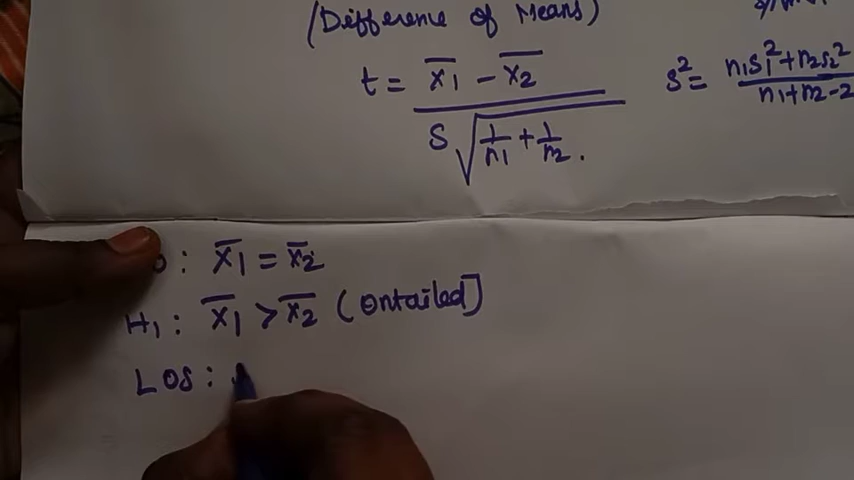 (Difference of Means)
t = x̄1 - x̄2 / S √(1/n1 + 1/n2).
s² = n1s1² + n2s2² / n1+n2-2
: x̄1 = x̄2
H1 : x̄1 > x̄2 (Ontailed]
LOS :